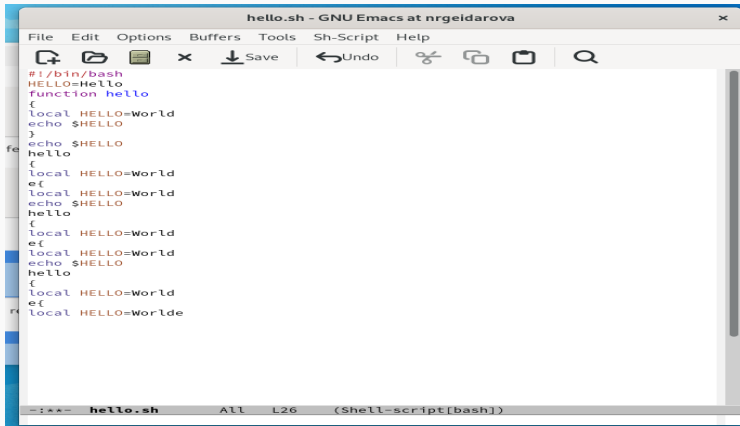 hello.sh - GNU Emacs at nrgeidarova
File Edit Options Buffers Tools Sh-Script Help
Save Undo
#!/bin/bash
HELLO=Hello
function hello
{
local HELLO=World
echo $HELLO
}
echo $HELLO
hello
{
local HELLO=World
e{
local HELLO=World
echo $HELLO
hello
{
local HELLO=World
e{
local HELLO=World
echo $HELLO
hello
{
local HELLO=World
e{
local HELLO=Worlde
-:**- hello.sh All L26 (Shell-script[bash])